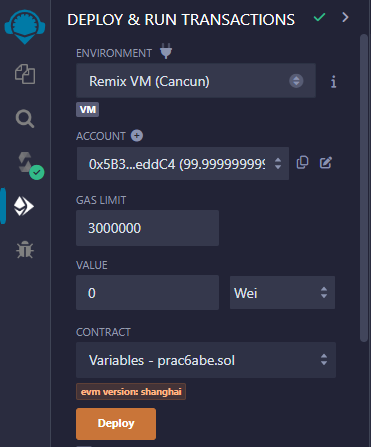 DEPLOY & RUN TRANSACTIONS
ENVIRONMENT
Remix VM (Cancun)
VM
ACCOUNT
0x5B3...eddC4 (99.999999999
GAS LIMIT
3000000
VALUE
0 Wei
CONTRACT
Variables - prac6abe.sol
evm version: shanghai
Deploy